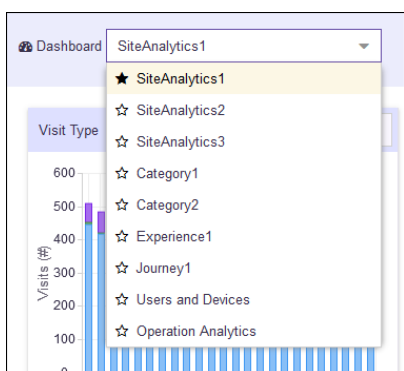 Dashboard SiteAnalytics1
SiteAnalytics1
SiteAnalytics2
SiteAnalytics3
Category1
Category2
Experience1
Journey1
Users and Devices
Operation Analytics
Visit Type
Visits (#)
600
500
400
300
200
100
0